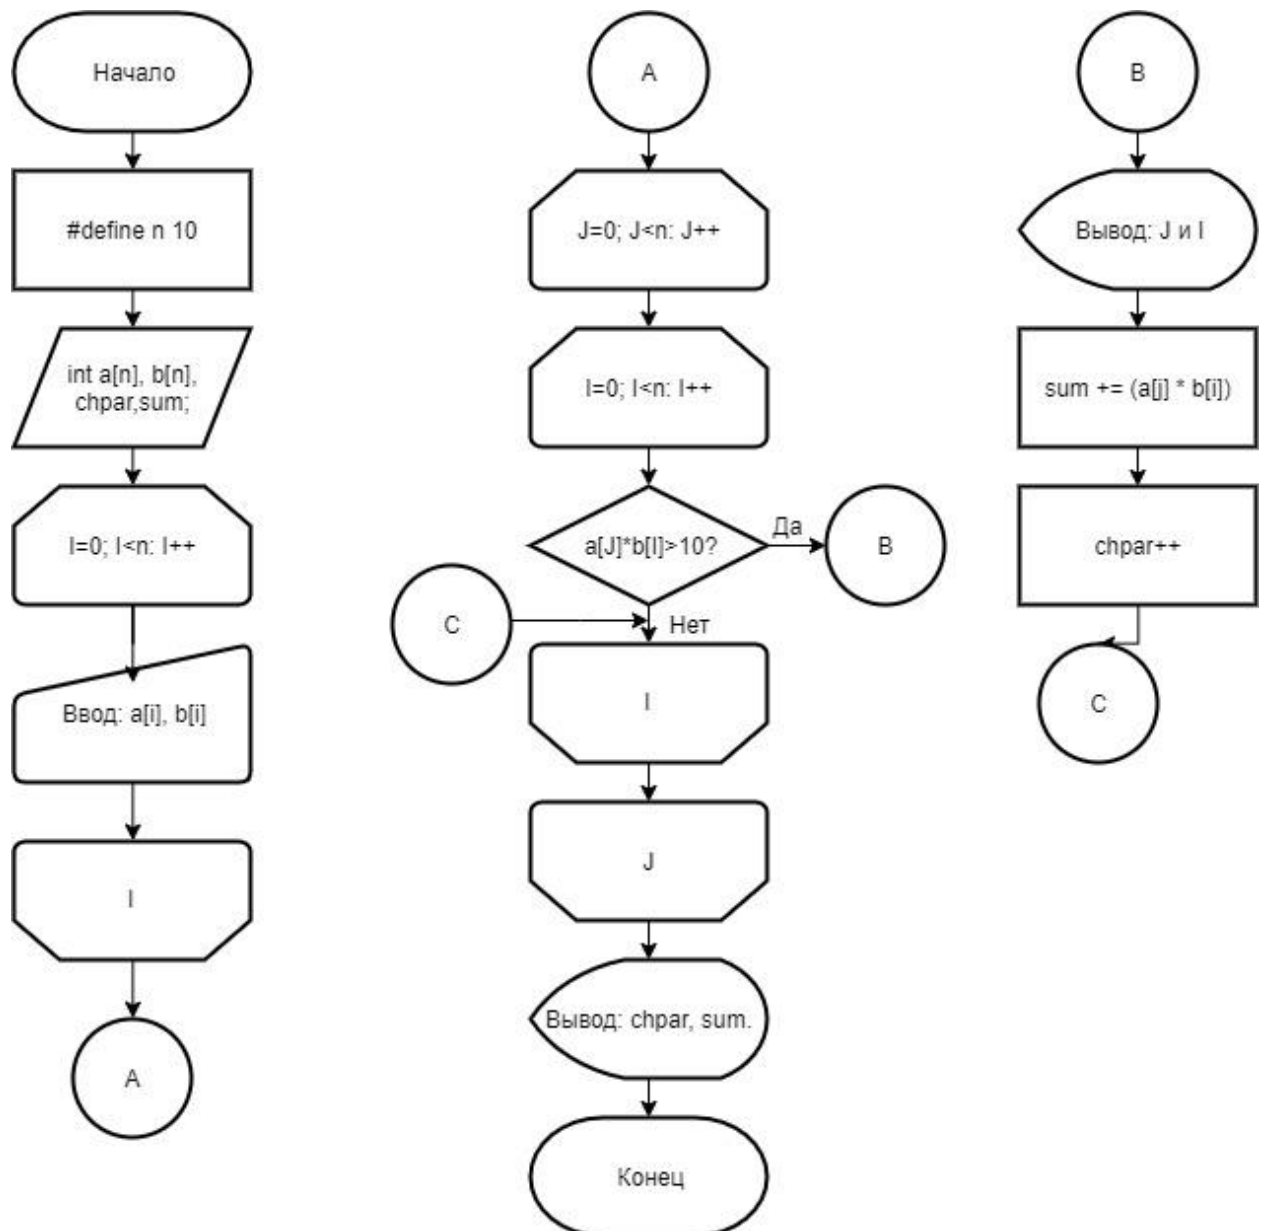 Начало
#define n 10
int a[n], b[n],
chpar,sum;
I=0; I<n: I++
Ввод: a[i], b[i]
I
A
A
J=0; J<n: J++
I=0; I<n: I++
a[J]*b[I]>10?
Да
B
C
Нет
I
J
Вывод: chpar, sum.
Конец
B
Вывод: J и I
sum += (a[j] * b[i])
chpar++
C